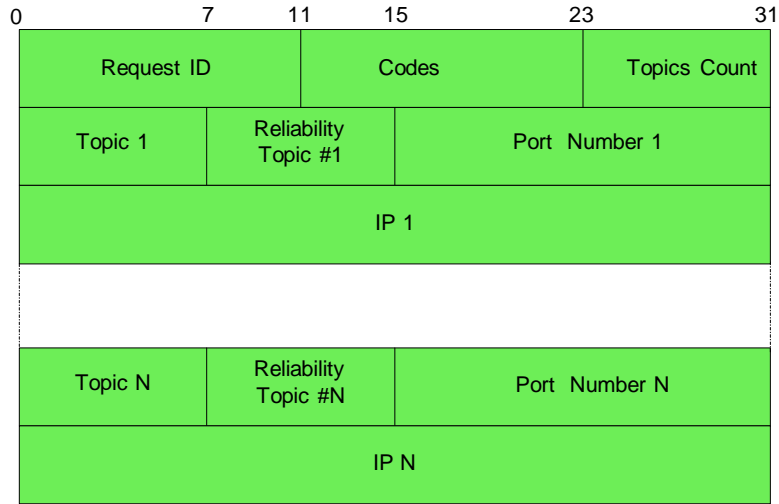 0 7 11 15 23 31
Request ID Codes Topics Count
Topic 1 Reliability Topic #1 Port Number 1
IP 1
Topic N Reliability Topic #N Port Number N
IP N